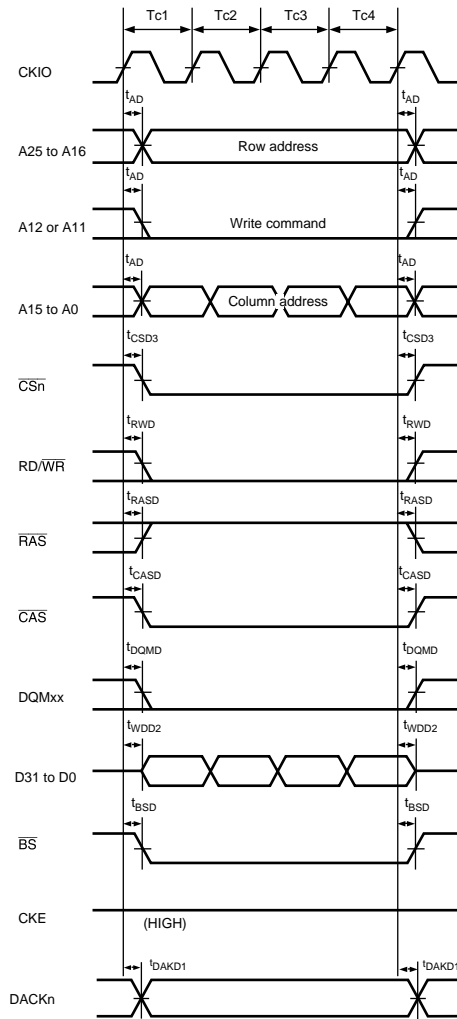 Tc1 Tc2 Tc3 Tc4
CKIO
tAD tAD
A25 to A16 Row address
tAD tAD
A12 or A11 Write command
tAD tAD
A15 to A0 Column address
tCSD3 tCSD3
CSn
tRWD tRWD
RD/WR
tRASD tRASD
RAS
tCASD tCASD
CAS
tDQMD tDQMD
DQMxx
tWDD2 tWDD2
D31 to D0
tBSD tBSD
BS
CKE (HIGH)
tDAKD1 tDAKD1
DACKn